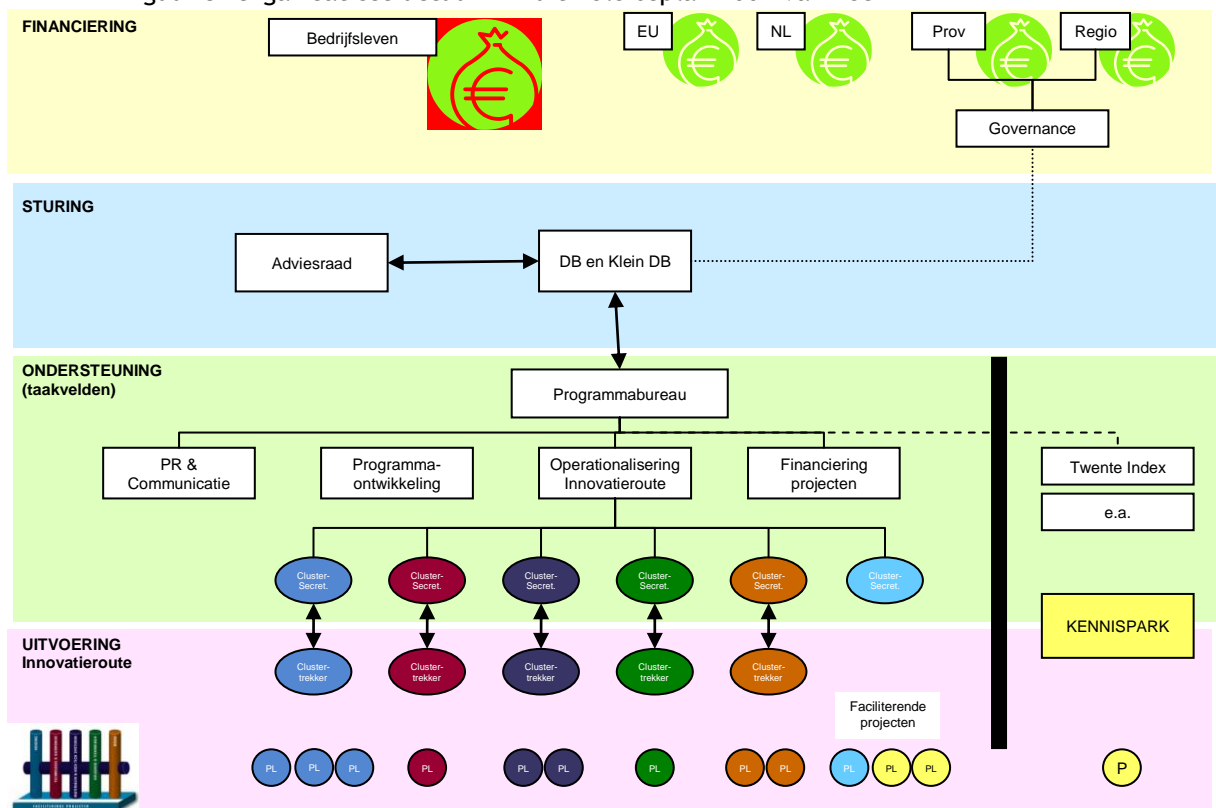 FINANCIERING
Bedrijfsleven
EU
NL
Prov
Regio
€
€
€
€
€
Governance
STURING
Adviesraad
DB en Klein DB
ONDERSTEUNING
(taakvelden)
Programmabureau
PR &
Communicatie
Programma-
ontwikkeling
Operationalisering
Innovatieroute
Financiering
projecten
Twente Index
e.a.
Cluster-
Secret.
Cluster-
Secret.
Cluster-
Secret.
Cluster-
Secret.
Cluster-
Secret.
Cluster-
Secret.
KENNISPARK
UITVOERING
Innovatieroute
Cluster-
trekker
Cluster-
trekker
Cluster-
trekker
Cluster-
trekker
Cluster-
trekker
Faciliterende
projecten
PL
PL
PL
PL
PL
PL
PL
PL
PL
PL
PL
PL
P